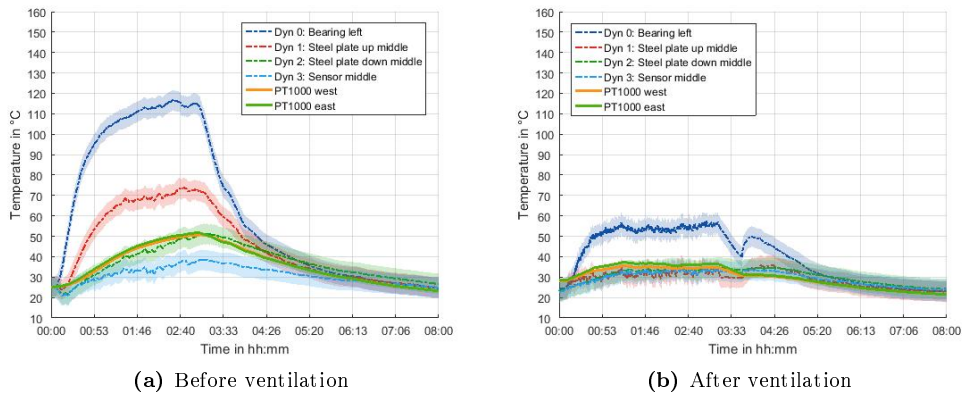 160
150
140
130
120
110
100
90
80
70
60
50
40
30
20
10
Temperature in °C
Dyn 0: Bearing left
Dyn 1: Steel plate up middle
Dyn 2: Steel plate down middle
Dyn 3: Sensor middle
PT1000 west
PT1000 east
00:00 00:53 01:46 02:40 03:33 04:26 05:20 06:13 07:06 08:00
Time in hh:mm
(a) Before ventilation
160
150
140
130
120
110
100
90
80
70
60
50
40
30
20
10
Temperature in °C
Dyn 0: Bearing left
Dyn 1: Steel plate up middle
Dyn 2: Steel plate down middle
Dyn 3: Sensor middle
PT1000 west
PT1000 east
00:00 00:53 01:46 02:40 03:33 04:26 05:20 06:13 07:06 08:00
Time in hh:mm
(b) After ventilation